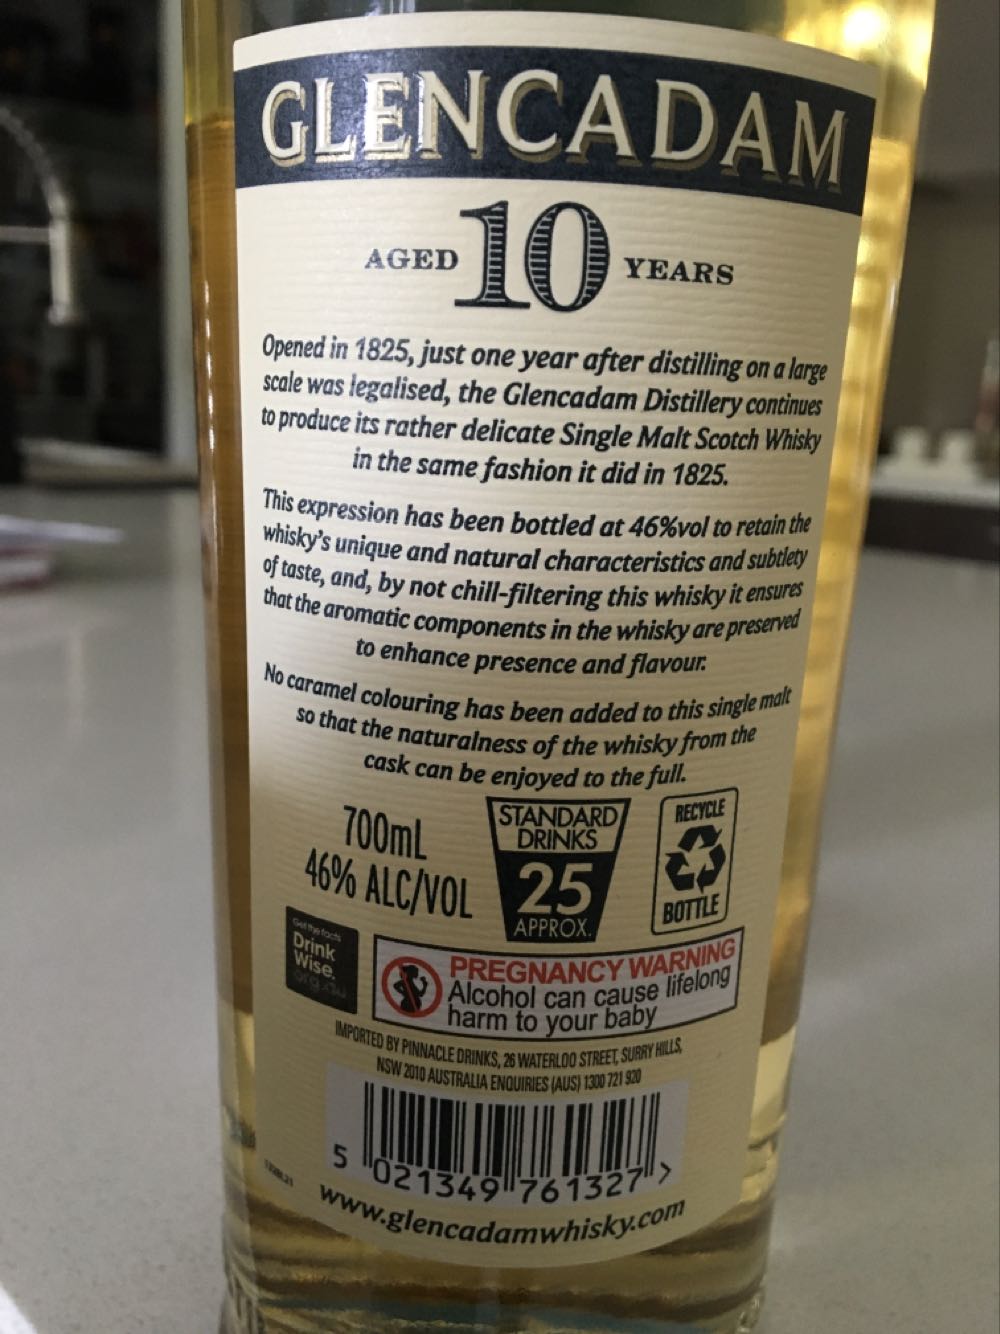 GLENCADAM
AGED 10 YEARS
Opened in 1825, just one year after distilling on a large
scale was legalised, the Glencadam Distillery continues
to produce its rather delicate Single Malt Scotch Whisky
in the same fashion it did in 1825.
This expression has been bottled at 46%vol to retain the
whisky's unique and natural characteristics and subtlety
of taste, and, by not chill-filtering this whisky it ensures
that the aromatic components in the whisky are preserved
to enhance presence and flavour.
No caramel colouring has been added to this single malt
so that the naturalness of the whisky from the
cask can be enjoyed to the full.
700mL
46% ALC/VOL
STANDARD
DRINKS
25
APPROX.
RECYCLE
BOTTLE
Get the facts
Drink
Wise.
org.au
PREGNANCY WARNING
Alcohol can cause lifelong
harm to your baby
IMPORTED BY PINNACLE DRINKS, 26 WATERLOO STREET, SURRY HILLS,
NSW 2010 AUSTRALIA ENQUIRIES (AUS) 1300 721 920
5 021349 761327 >
www.glencadamwhisky.com